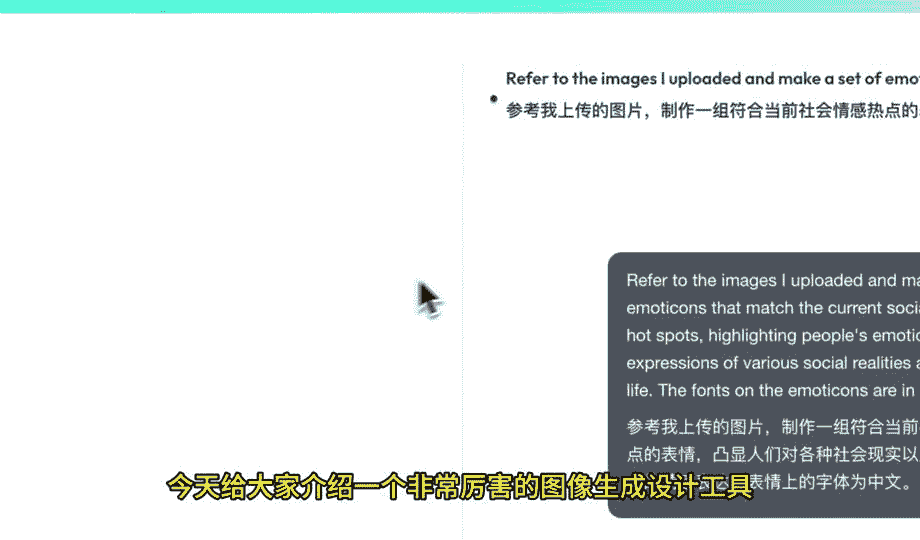 Refer to the images I uploaded and make a set of emo
参考我上传的图片，制作一组符合当前社会情感热点的
Refer to the images I uploaded and ma
emoticons that match the current socia
hot spots, highlighting people's emotio
expressions of various social realities a
life. The fonts on the emoticons are in
参考我上传的图片，制作一组符合当前
点的表情，凸显人们对各种社会现实以
表情上的字体为中文。
今天给大家介绍一个非常厉害的图像生成设计工具